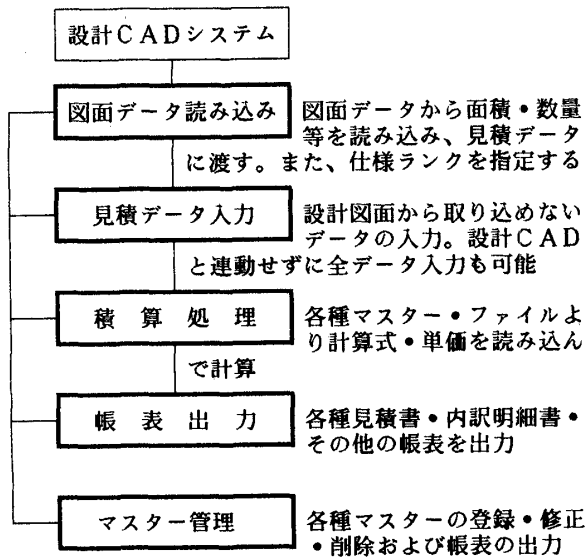 設計CADシステム
図面データ読み込み
図面データから面積・数量
等を読み込み、見積データ
に渡す。また、仕様ランクを指定する
見積データ入力
設計図面から取り込めない
データの入力。設計CAD
と連動せずに全データ入力も可能
積算処理
各種マスター・ファイルよ
り計算式・単価を読み込ん
で計算
帳表出力
各種見積書・内訳明細書・
その他の帳表を出力
マスター管理
各種マスターの登録・修正
・削除および帳表の出力